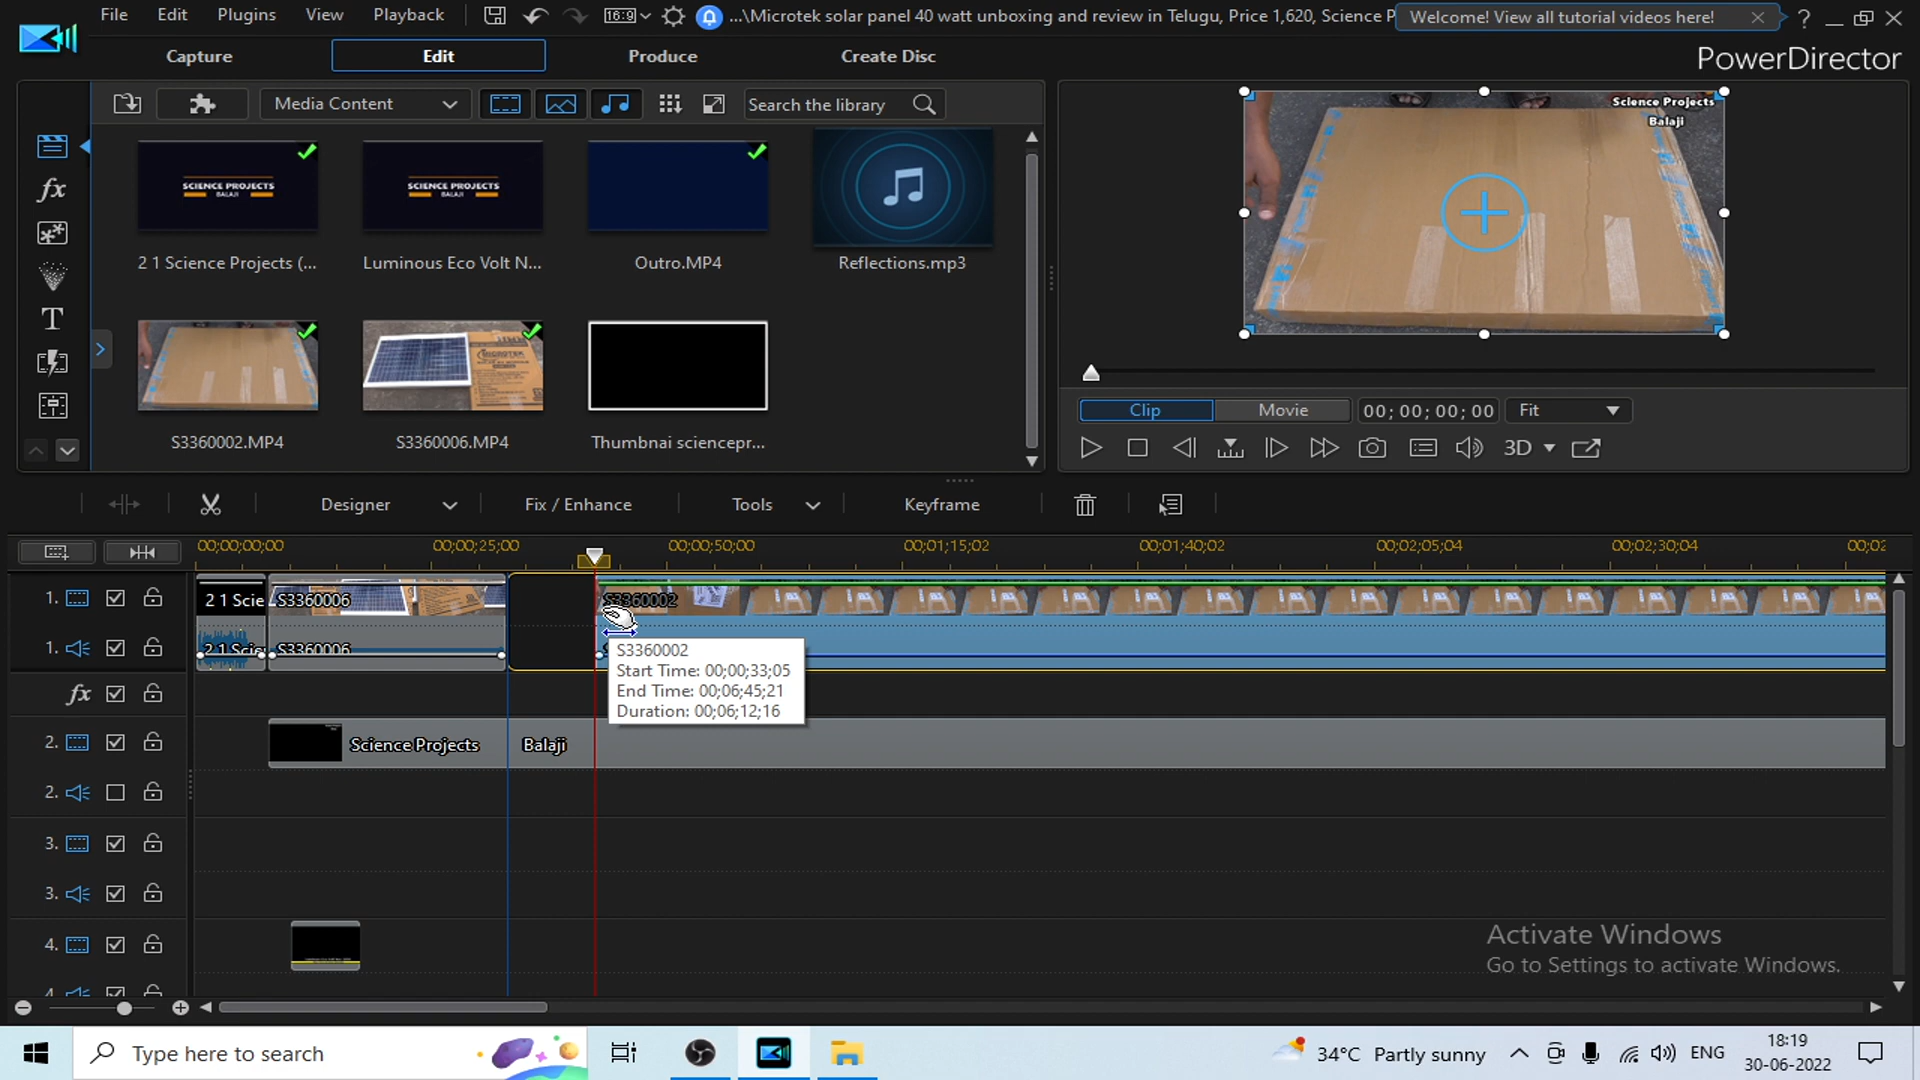 File Edit Plugins View Playback 16:9 ...\Microtek solar panel 40 watt unboxing and review in Telugu, Price 1,620, Science P Welcome! View all tutorial videos here! ?
Capture Edit Produce Create Disc PowerDirector
Media Content Search the library
Science Projects
Balaji
SCIENCE PROJECTS
BALAJI
SCIENCE PROJECTS
BALAJI
2 1 Science Projects (... Luminous Eco Volt N... Outro.MP4 Reflections.mp3
fx
T
MICROTEK
S3360002.MP4 S3360006.MP4 Thumbnai sciencepr...
Clip Movie 00;00;00;00 Fit
3D
Designer Fix / Enhance Tools Keyframe
00;00;00;00 00;00;25;00 00;00;50;00 00;01;15;02 00;01;40;02 00;02;05;04 00;02;30;04 00;02
1. 2 1 Scie S3360006 S3360002
1. 2 1 Scie S3360006
S3360002
Start Time: 00;00;33;05
End Time: 00;06;45;21
Duration: 00;06;12;16
fx
2. Science Projects Balaji
2.
3.
3.
4.
4.
Activate Windows
Go to Settings to activate Windows.
Type here to search 34°C Partly sunny ENG 18:19
30-06-2022